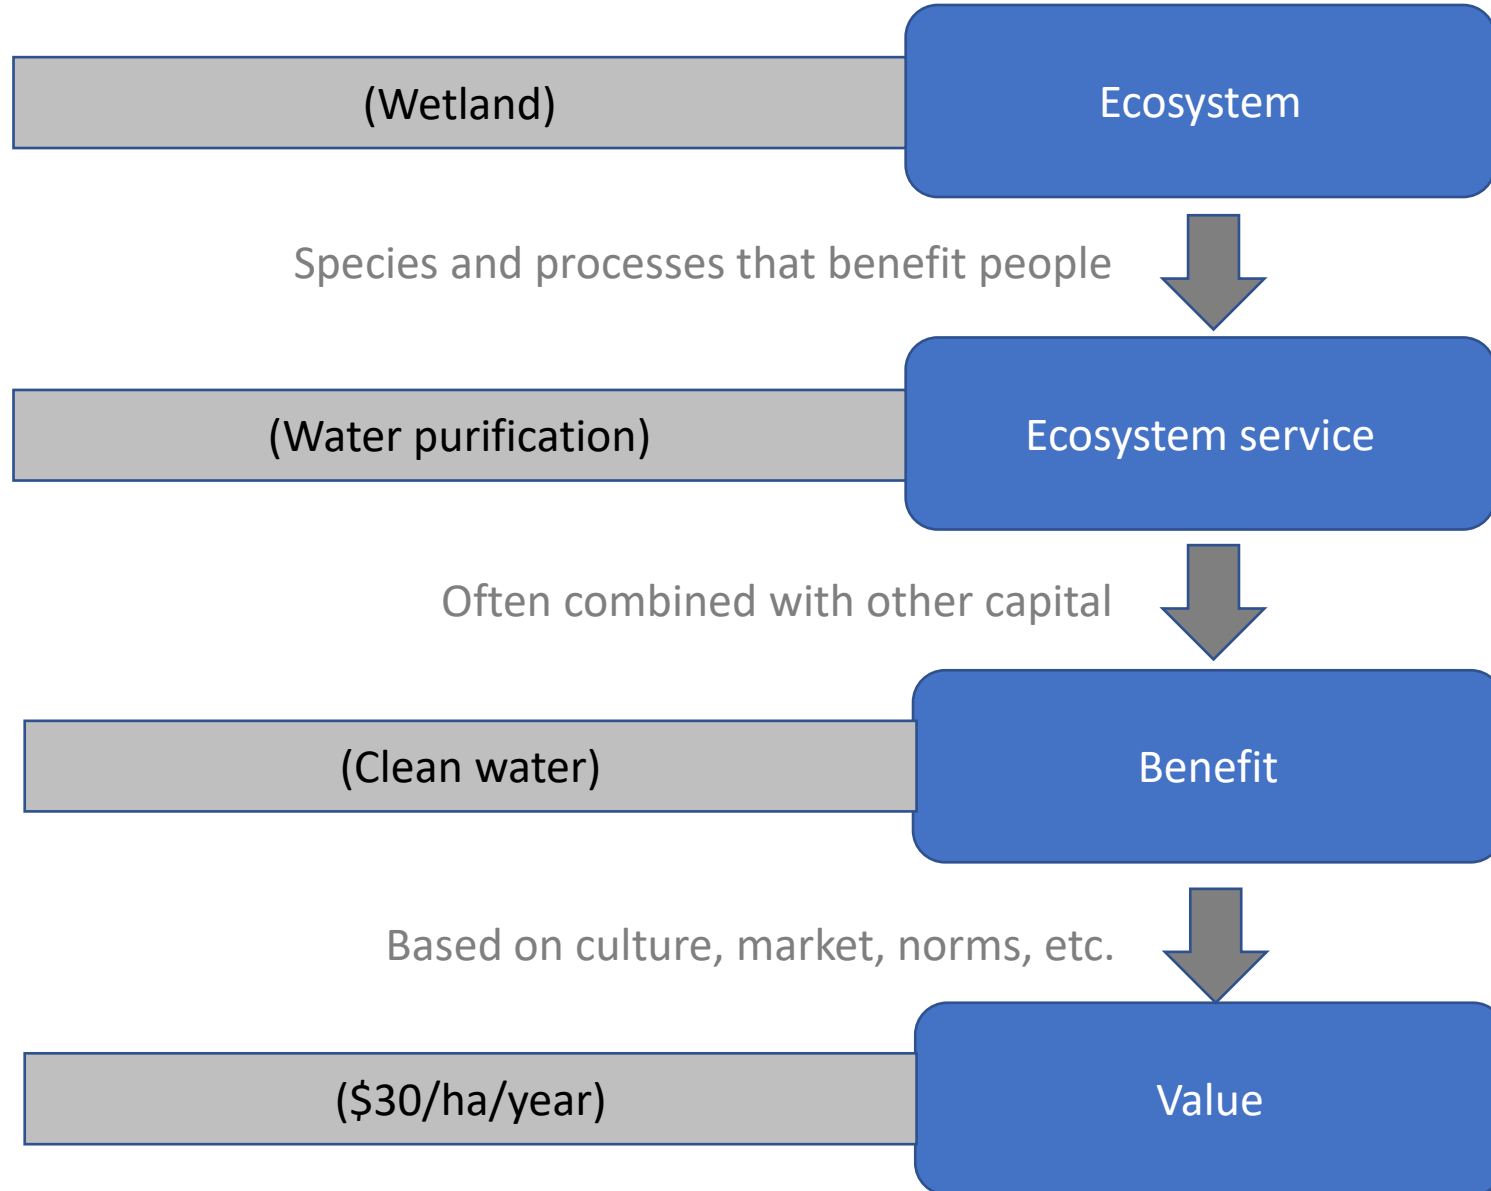 (Wetland)
Ecosystem
Species and processes that benefit people
(Water purification)
Ecosystem service
Often combined with other capital
(Clean water)
Benefit
Based on culture, market, norms, etc.
($30/ha/year)
Value